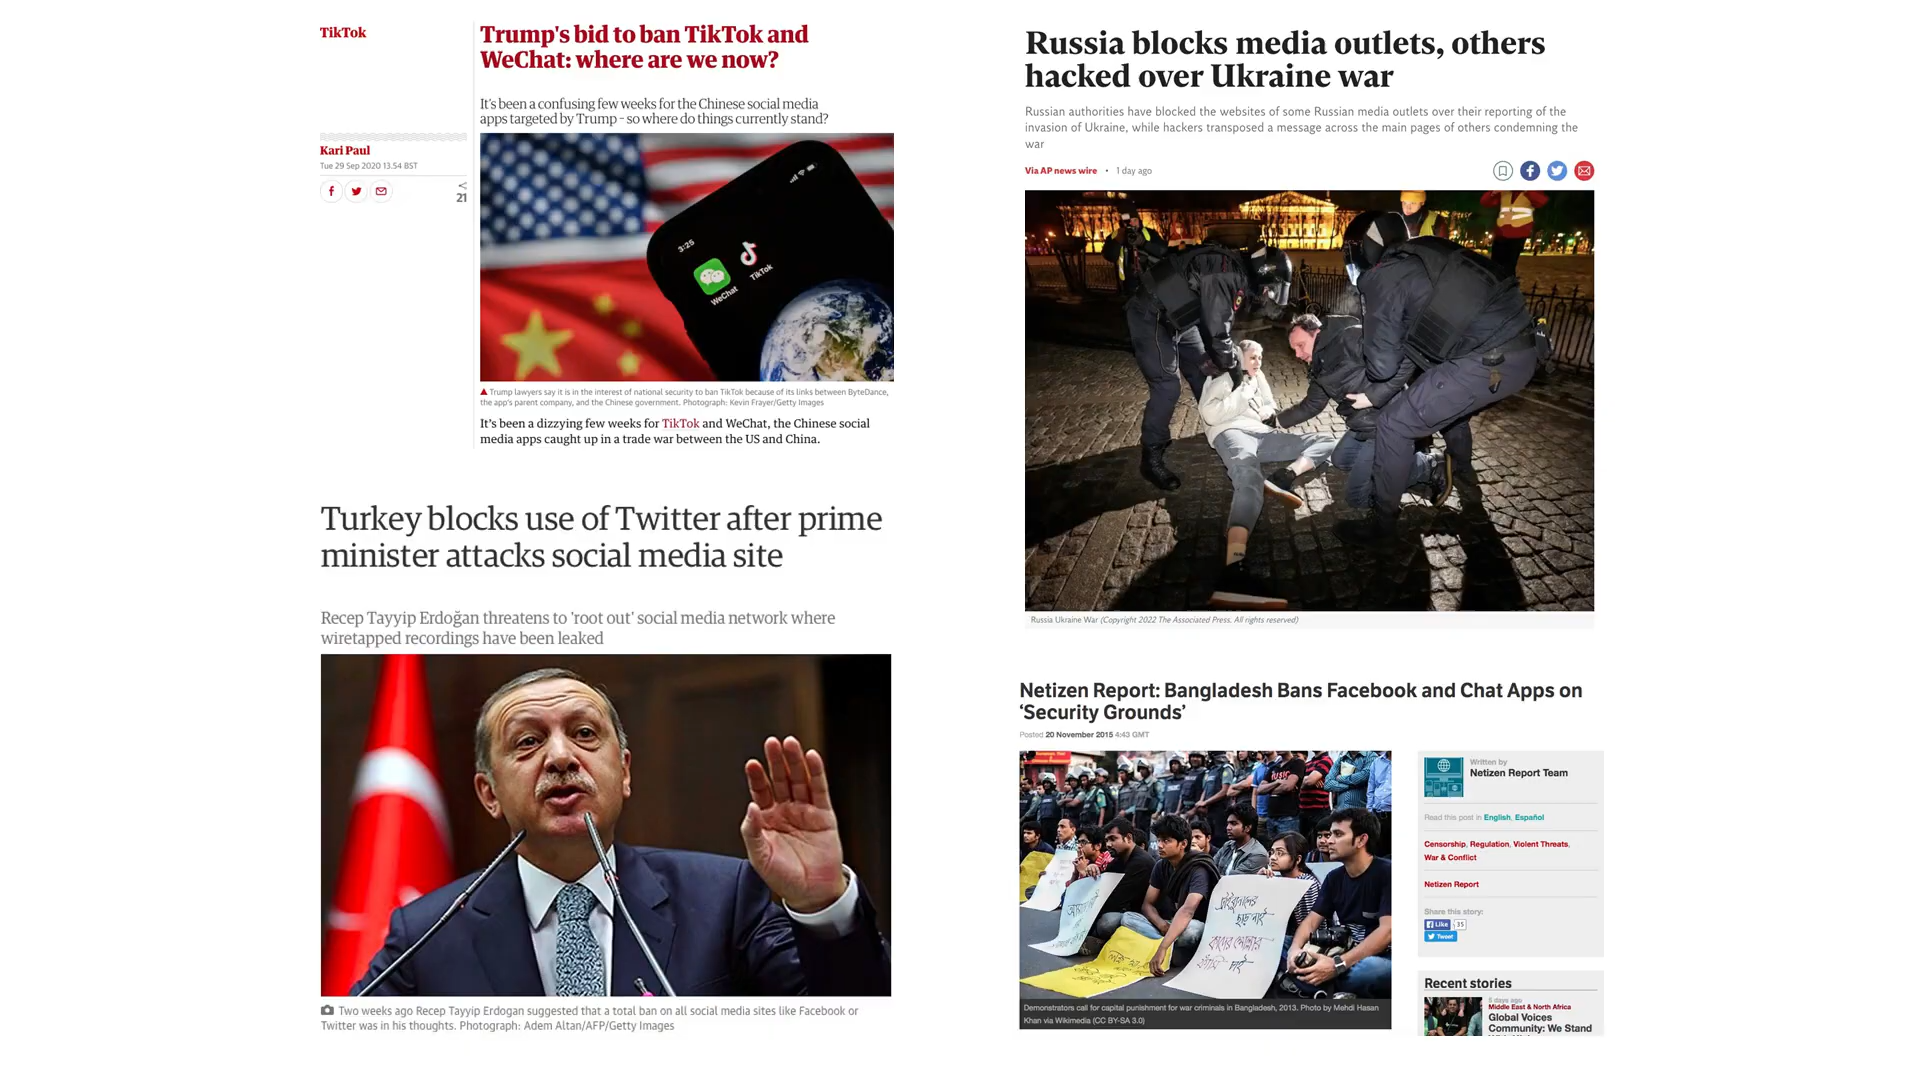 TikTok
Trump's bid to ban TikTok and
WeChat: where are we now?
It's been a confusing few weeks for the Chinese social media
apps targeted by Trump – so where do things currently stand?
Kari Paul
Tue 29 Sep 2020 13.54 BST
21
3:25
WeChat
TikTok
Trump lawyers say it is in the interest of national security to ban TikTok because of its links between ByteDance,
the app's parent company, and the Chinese government. Photograph: Kevin Frayer/Getty Images
It's been a dizzying few weeks for TikTok and WeChat, the Chinese social
media apps caught up in a trade war between the US and China.
Turkey blocks use of Twitter after prime
minister attacks social media site
Recep Tayyip Erdoğan threatens to 'root out' social media network where
wiretapped recordings have been leaked
Two weeks ago Recep Tayyip Erdogan suggested that a total ban on all social media sites like Facebook or
Twitter was in his thoughts. Photograph: Adem Altan/AFP/Getty Images
Russia blocks media outlets, others
hacked over Ukraine war
Russian authorities have blocked the websites of some Russian media outlets over their reporting of the
invasion of Ukraine, while hackers transposed a message across the main pages of others condemning the
war
Via AP news wire • 1 day ago
Russia Ukraine War (Copyright 2022 The Associated Press. All rights reserved)
Netizen Report: Bangladesh Bans Facebook and Chat Apps on
‘Security Grounds’
Posted 20 November 2015 4:43 GMT
Demonstrators call for capital punishment for war criminals in Bangladesh, 2013. Photo by Mehdi Hasan
Khan via Wikimedia (CC BY-SA 3.0)
Written by
Netizen Report Team
Read this post in English, Español
Censorship, Regulation, Violent Threats,
War & Conflict
Netizen Report
Share this story:
Like 35
Tweet
Recent stories
5 days ago
Middle East & North Africa
Global Voices
Community: We Stand